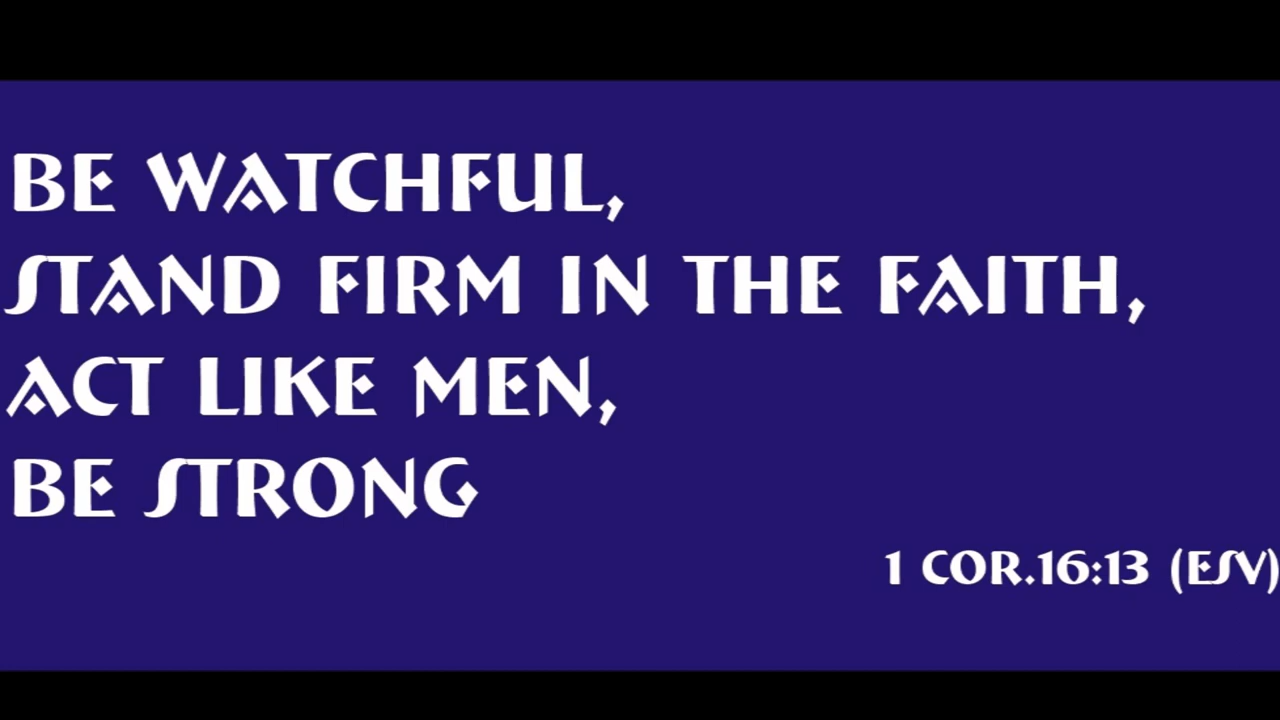 BE WATCHFUL,
STAND FIRM IN THE FAITH,
ACT LIKE MEN,
BE STRONG
1 COR.16:13 (ESV)